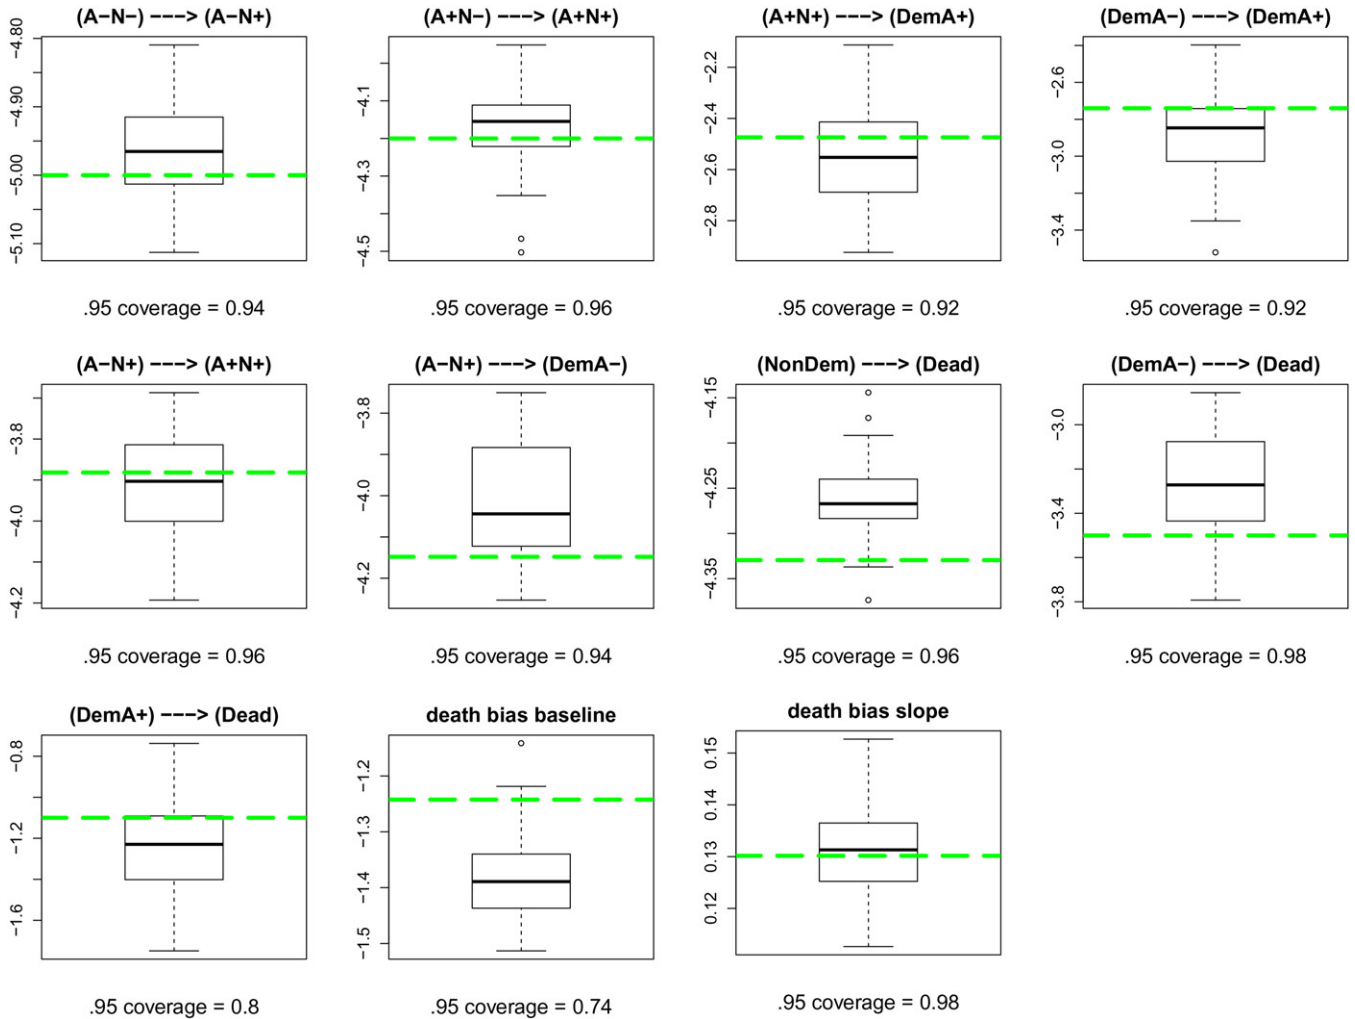 (A−N−) −−−> (A−N+)
(A+N−) −−−> (A+N+)
(A+N+) −−−> (DemA+)
(DemA−) −−−> (DemA+)
−4.80
−4.90
−5.00
−5.10
−4.1
−4.3
−4.5
−2.2
−2.4
−2.6
−2.8
−2.6
−3.0
−3.4
.95 coverage = 0.94
.95 coverage = 0.96
.95 coverage = 0.92
.95 coverage = 0.92
(A−N+) −−−> (A+N+)
(A−N+) −−−> (DemA−)
(NonDem) −−−> (Dead)
(DemA−) −−−> (Dead)
−3.8
−4.0
−4.2
−3.8
−4.0
−4.2
−4.15
−4.25
−4.35
−3.0
−3.4
−3.8
.95 coverage = 0.96
.95 coverage = 0.94
.95 coverage = 0.96
.95 coverage = 0.98
(DemA+) −−−> (Dead)
death bias baseline
death bias slope
−0.8
−1.2
−1.6
−1.2
−1.3
−1.4
−1.5
0.15
0.14
0.13
0.12
.95 coverage = 0.8
.95 coverage = 0.74
.95 coverage = 0.98